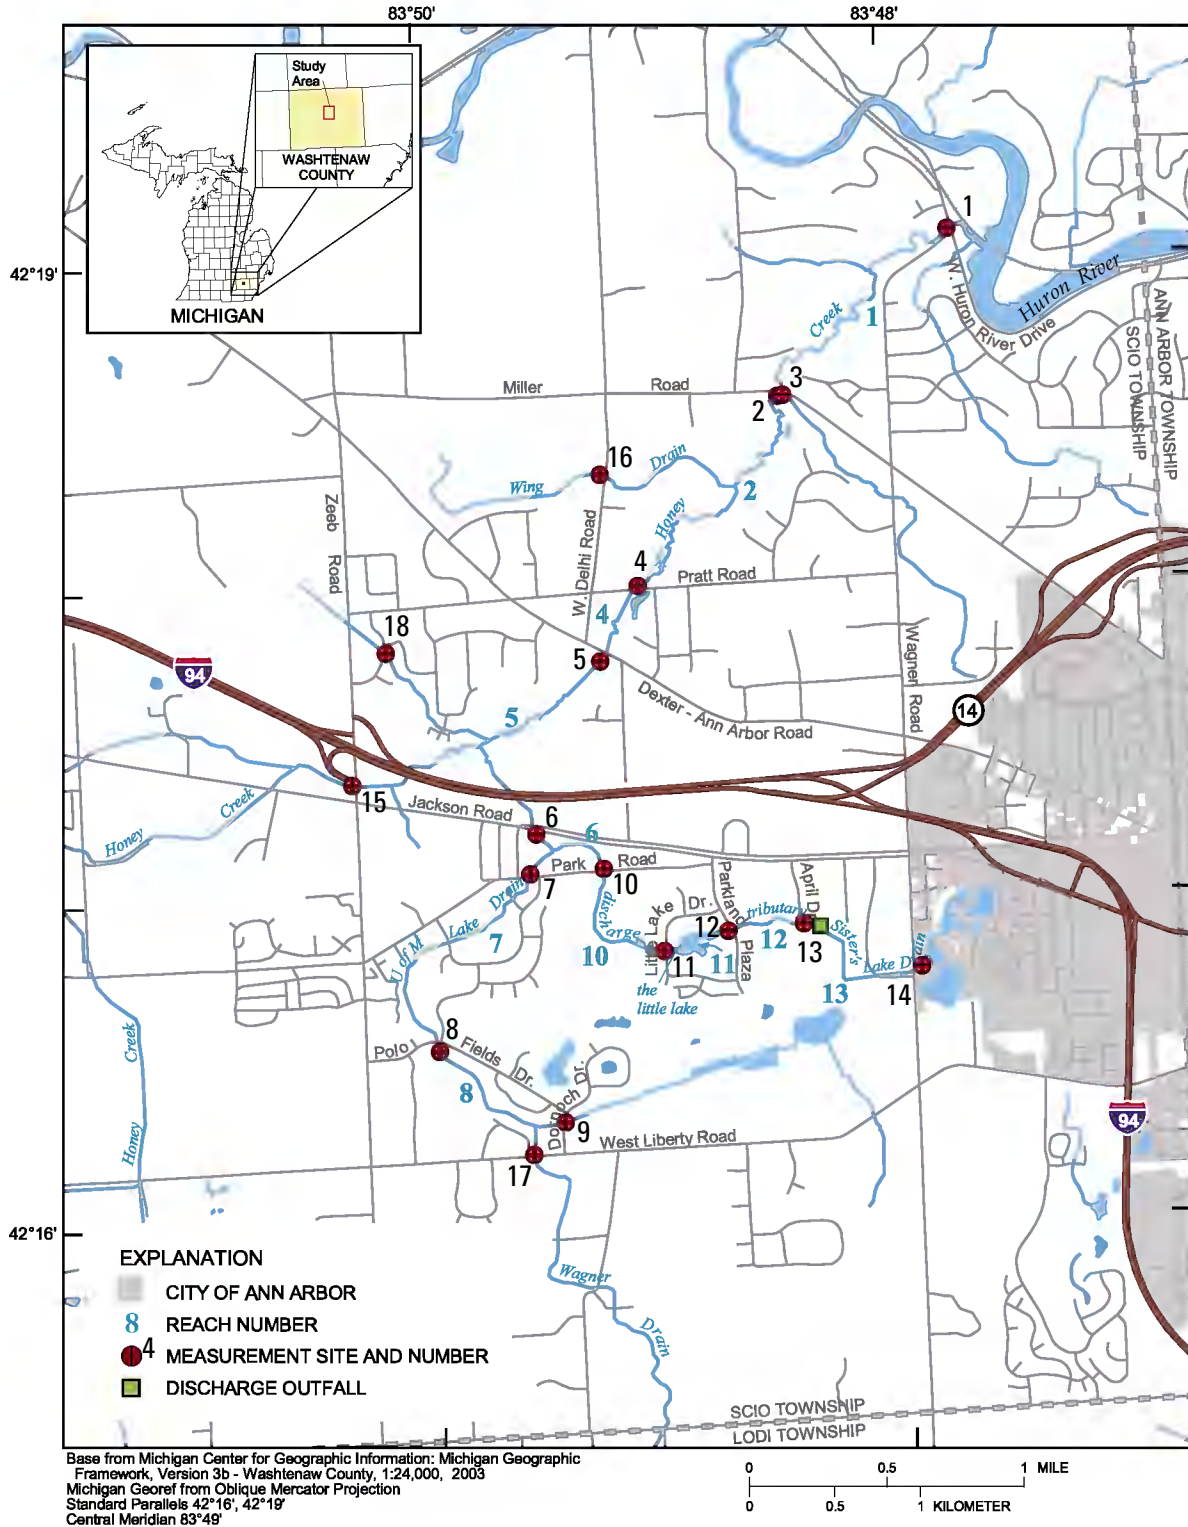 83°50'
83°48'
Study
Area
WASHTENAW
COUNTY
MICHIGAN
42°19'
1
Huron River
W. Huron River Drive
ANN ARBOR TOWNSHIP
SCIO TOWNSHIP
Creek
1
3
2
Miller Road
16
Wing Drain
2
Honey
Zeeb Road
W. Delhi Road
4
Pratt Road
4
18
5
Wagner Road
94
Dexter - Ann Arbor Road
14
5
15
Jackson Road
Honey Creek
6
6
Park Road
7
10
Parkland Plaza
April Dr.
U of M Lake Drain
7
discharge
10
Little Lake Dr.
12
tributary
12
13
Sister's Lake Drain
11
11
13
14
the
little lake
Honey Creek
8
Polo Fields Dr.
8
Dornoch Dr.
9
West Liberty Road
94
Honey
17
42°16'
Wagner Drain
EXPLANATION
CITY OF ANN ARBOR
8 REACH NUMBER
4 MEASUREMENT SITE AND NUMBER
DISCHARGE OUTFALL
SCIO TOWNSHIP
LODI TOWNSHIP
Base from Michigan Center for Geographic Information: Michigan Geographic
Framework, Version 3b - Washtenaw County, 1:24,000, 2003
Michigan Georef from Oblique Mercator Projection
Standard Parallels 42°16', 42°19'
Central Meridian 83°49'
0 0.5 1 MILE
0 0.5 1 KILOMETER